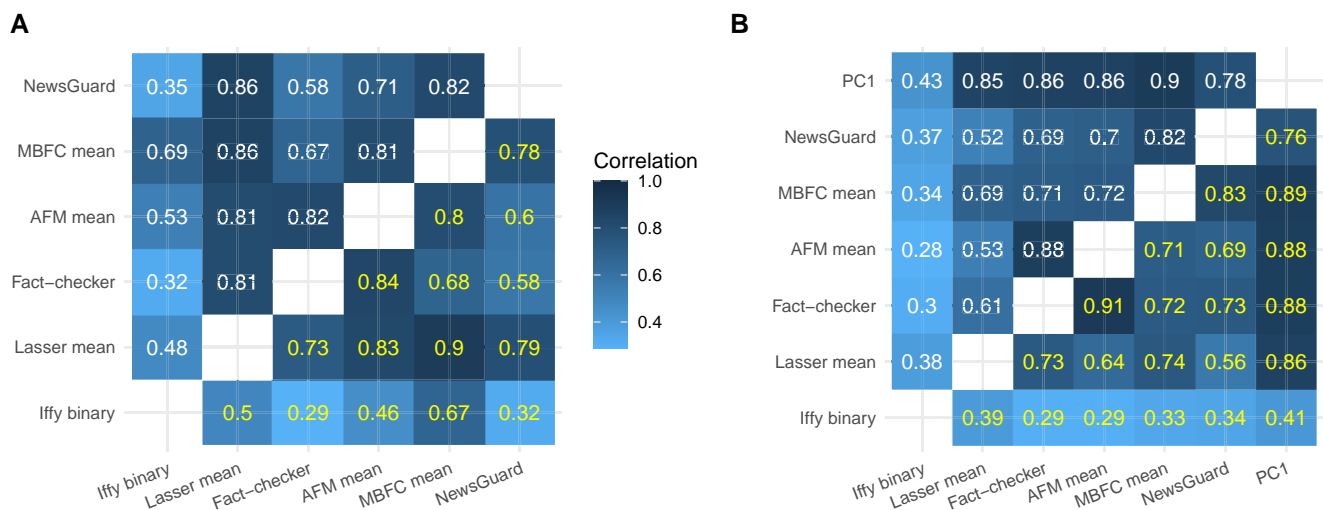 A
NewsGuard 0.35 0.86 0.58 0.71 0.82
MBFC mean 0.69 0.86 0.67 0.81 0.78
AFM mean 0.53 0.81 0.82 0.8 0.6
Fact−checker 0.32 0.81 0.84 0.68 0.58
Lasser mean 0.48 0.73 0.83 0.9 0.79
Iffy binary 0.5 0.29 0.46 0.67 0.32
Iffy binary Lasser mean Fact−checker AFM mean MBFC mean NewsGuard
Correlation
1.0
0.8
0.6
0.4
B
PC1 0.43 0.85 0.86 0.86 0.9 0.78
NewsGuard 0.37 0.52 0.69 0.7 0.82 0.76
MBFC mean 0.34 0.69 0.71 0.72 0.83 0.89
AFM mean 0.28 0.53 0.88 0.71 0.69 0.88
Fact−checker 0.3 0.61 0.91 0.72 0.73 0.88
Lasser mean 0.38 0.73 0.64 0.74 0.56 0.86
Iffy binary 0.39 0.29 0.29 0.33 0.34 0.41
Iffy binary Lasser mean Fact−checker AFM mean MBFC mean NewsGuard PC1